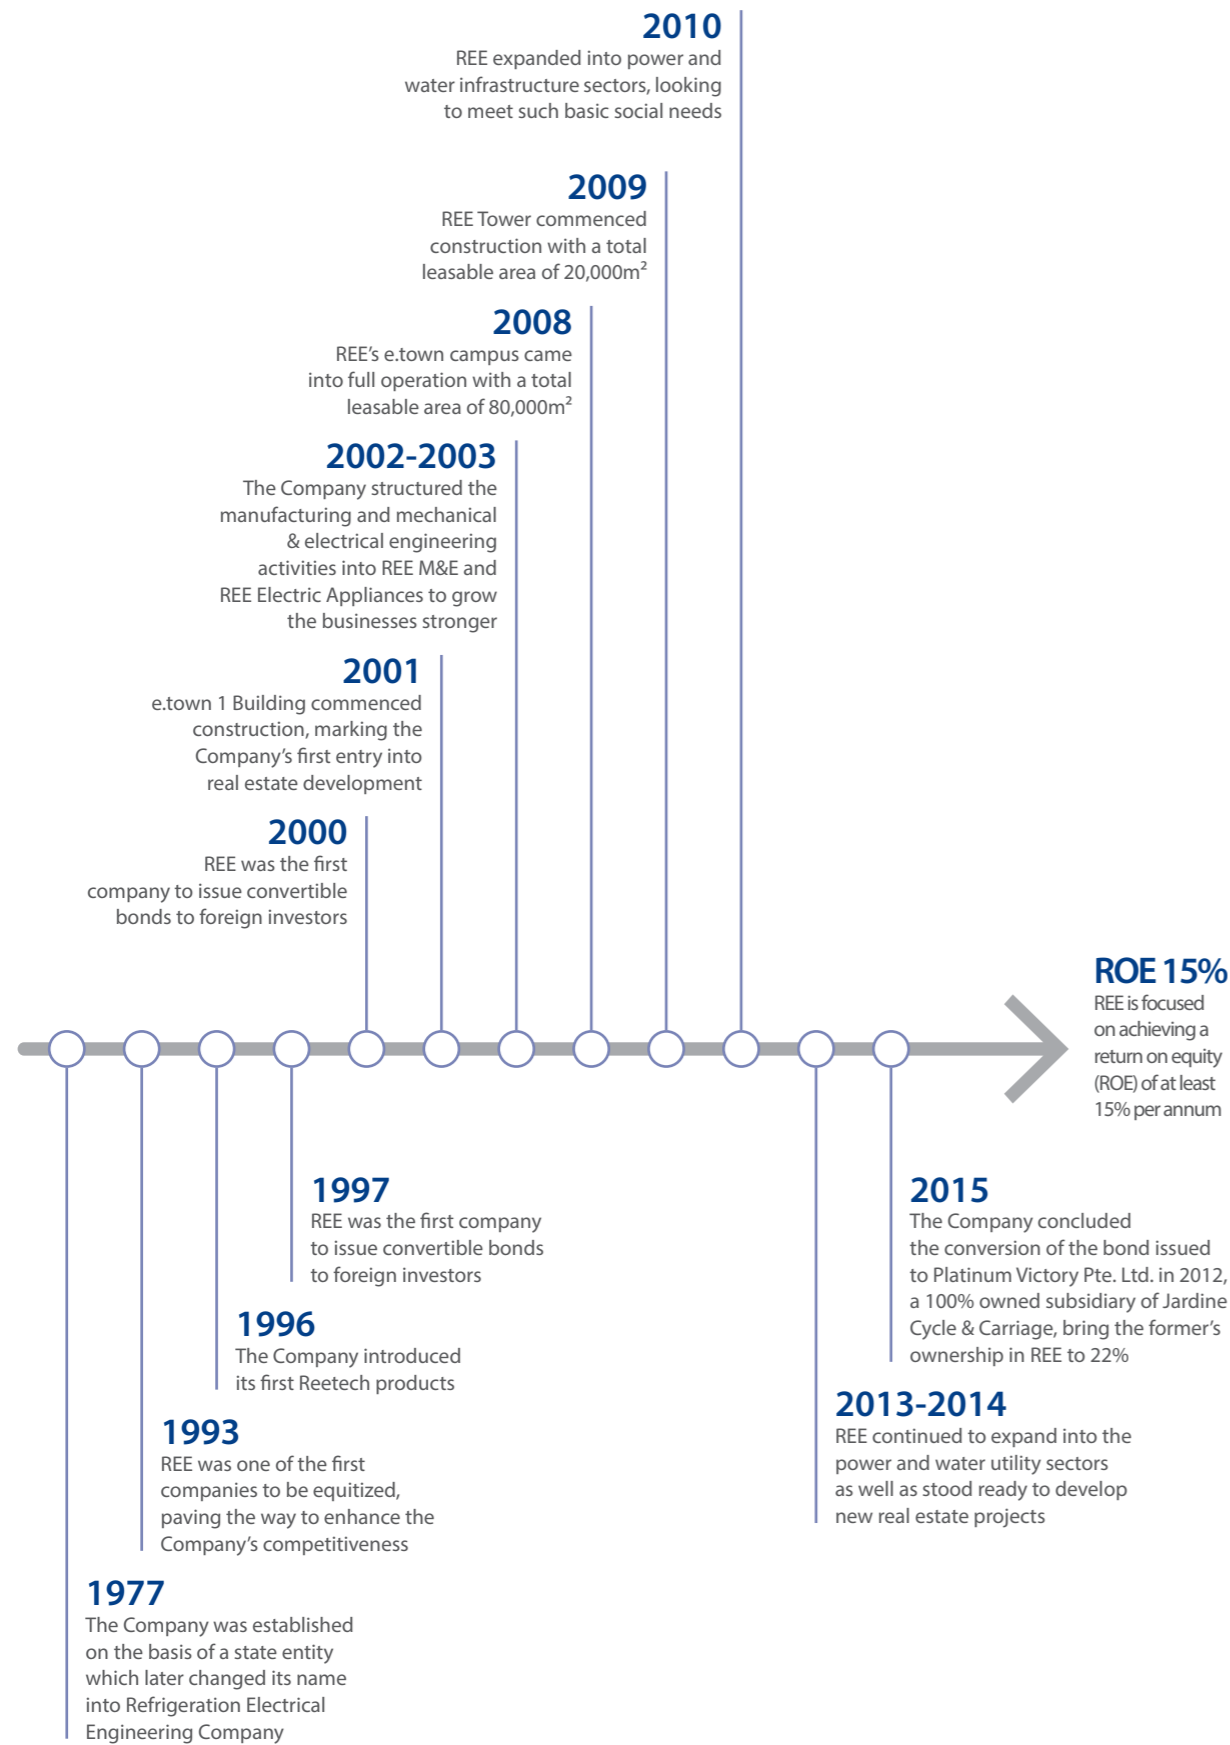 2010
REE expanded into power and
water infrastructure sectors, looking
to meet such basic social needs
2009
REE Tower commenced
construction with a total
leasable area of 20,000m²
2008
REE’s e.town campus came
into full operation with a total
leasable area of 80,000m²
2002-2003
The Company structured the
manufacturing and mechanical
& electrical engineering
activities into REE M&E and
REE Electric Appliances to grow
the businesses stronger
2001
e.town 1 Building commenced
construction, marking the
Company’s first entry into
real estate development
2000
REE was the first
company to issue convertible
bonds to foreign investors
ROE 15%
REE is focused
on achieving a
return on equity
(ROE) of at least
15% per annum
1997
REE was the first company
to issue convertible bonds
to foreign investors
1996
The Company introduced
its first Reetech products
1993
REE was one of the first
companies to be equitized,
paving the way to enhance the
Company’s competitiveness
1977
The Company was established
on the basis of a state entity
which later changed its name
into Refrigeration Electrical
Engineering Company
2015
The Company concluded
the conversion of the bond issued
to Platinum Victory Pte. Ltd. in 2012,
a 100% owned subsidiary of Jardine
Cycle & Carriage, bring the former’s
ownership in REE to 22%
2013-2014
REE continued to expand into the
power and water utility sectors
as well as stood ready to develop
new real estate projects